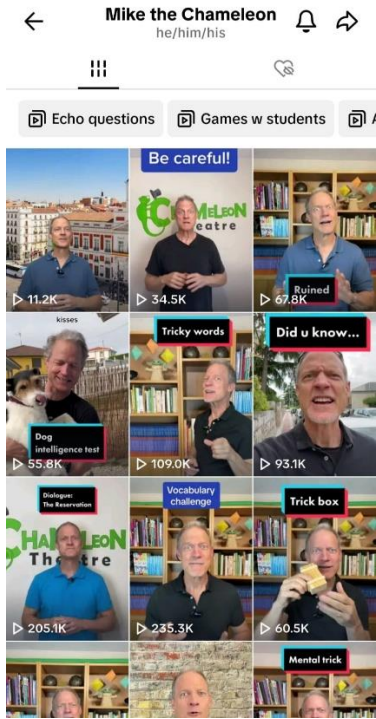 Mike the Chameleon
he/him/his
Echo questions
Games w students
A
Be careful!
CHAMELEON
eatre
11.2K
34.5K
Ruined
67.8K
kisses
Dog
intelligence test
55.8K
Tricky words
109.0K
Did u know...
93.1K
Dialogue:
The Reservation
CHAMELEON
Theatre
205.1K
Vocabulary
challenge
235.3K
Trick box
60.5K
Mental trick